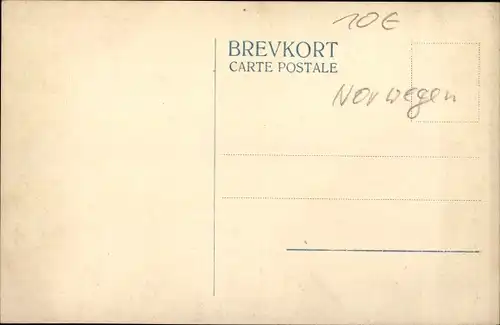 10€
BREVKORT
CARTE POSTALE
Norwegen